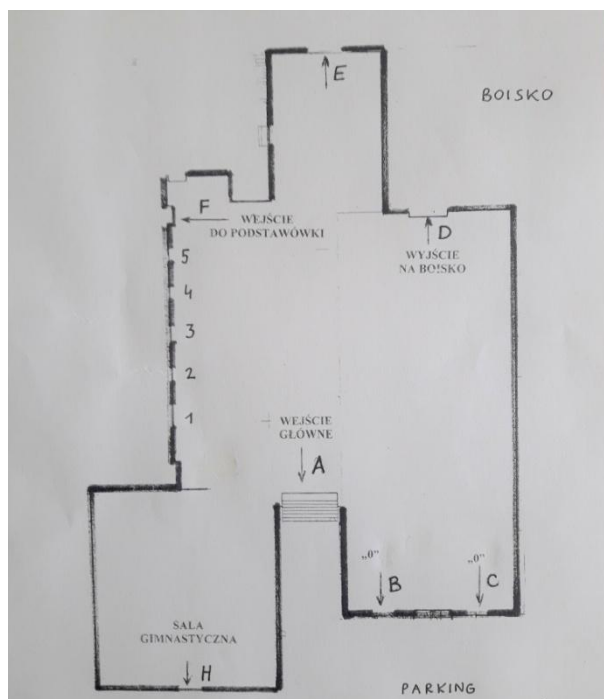 E
BOISKO
F
WEJŚCIE
DO PODSTAWÓWKI
D
WYJŚCIE
NA BOISKO
5
4
3
2
1
WEJŚCIE
GŁÓWNE
A
„0”
„0”
B
C
SALA
GIMNASTYCZNA
H
PARKING